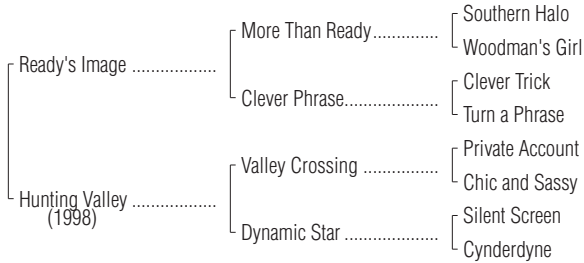 Southern Halo
More Than Ready..............
Woodman's Girl
Ready's Image ..................
Clever Trick
Clever Phrase....................
Turn a Phrase
Private Account
Valley Crossing ................
Chic and Sassy
Hunting Valley ..................
(1998)
Silent Screen
Dynamic Star ....................
Cynderdyne